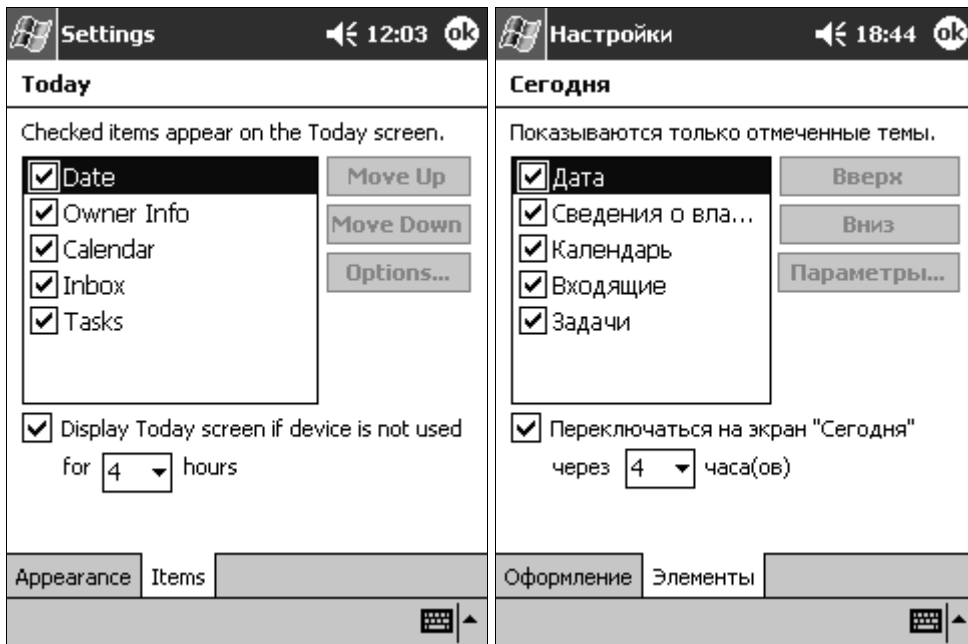 Settings 12:03 ok
Today
Checked items appear on the Today screen.
Date
Owner Info
Calendar
Inbox
Tasks
Move Up
Move Down
Options...
Display Today screen if device is not used
for 4 hours
Appearance Items
Настройки 18:44 ok
Сегодня
Показываются только отмеченные темы.
Дата
Сведения о вла...
Календарь
Входящие
Задачи
Вверх
Вниз
Параметры...
Переключаться на экран "Сегодня"
через 4 часа(ов)
Оформление Элементы